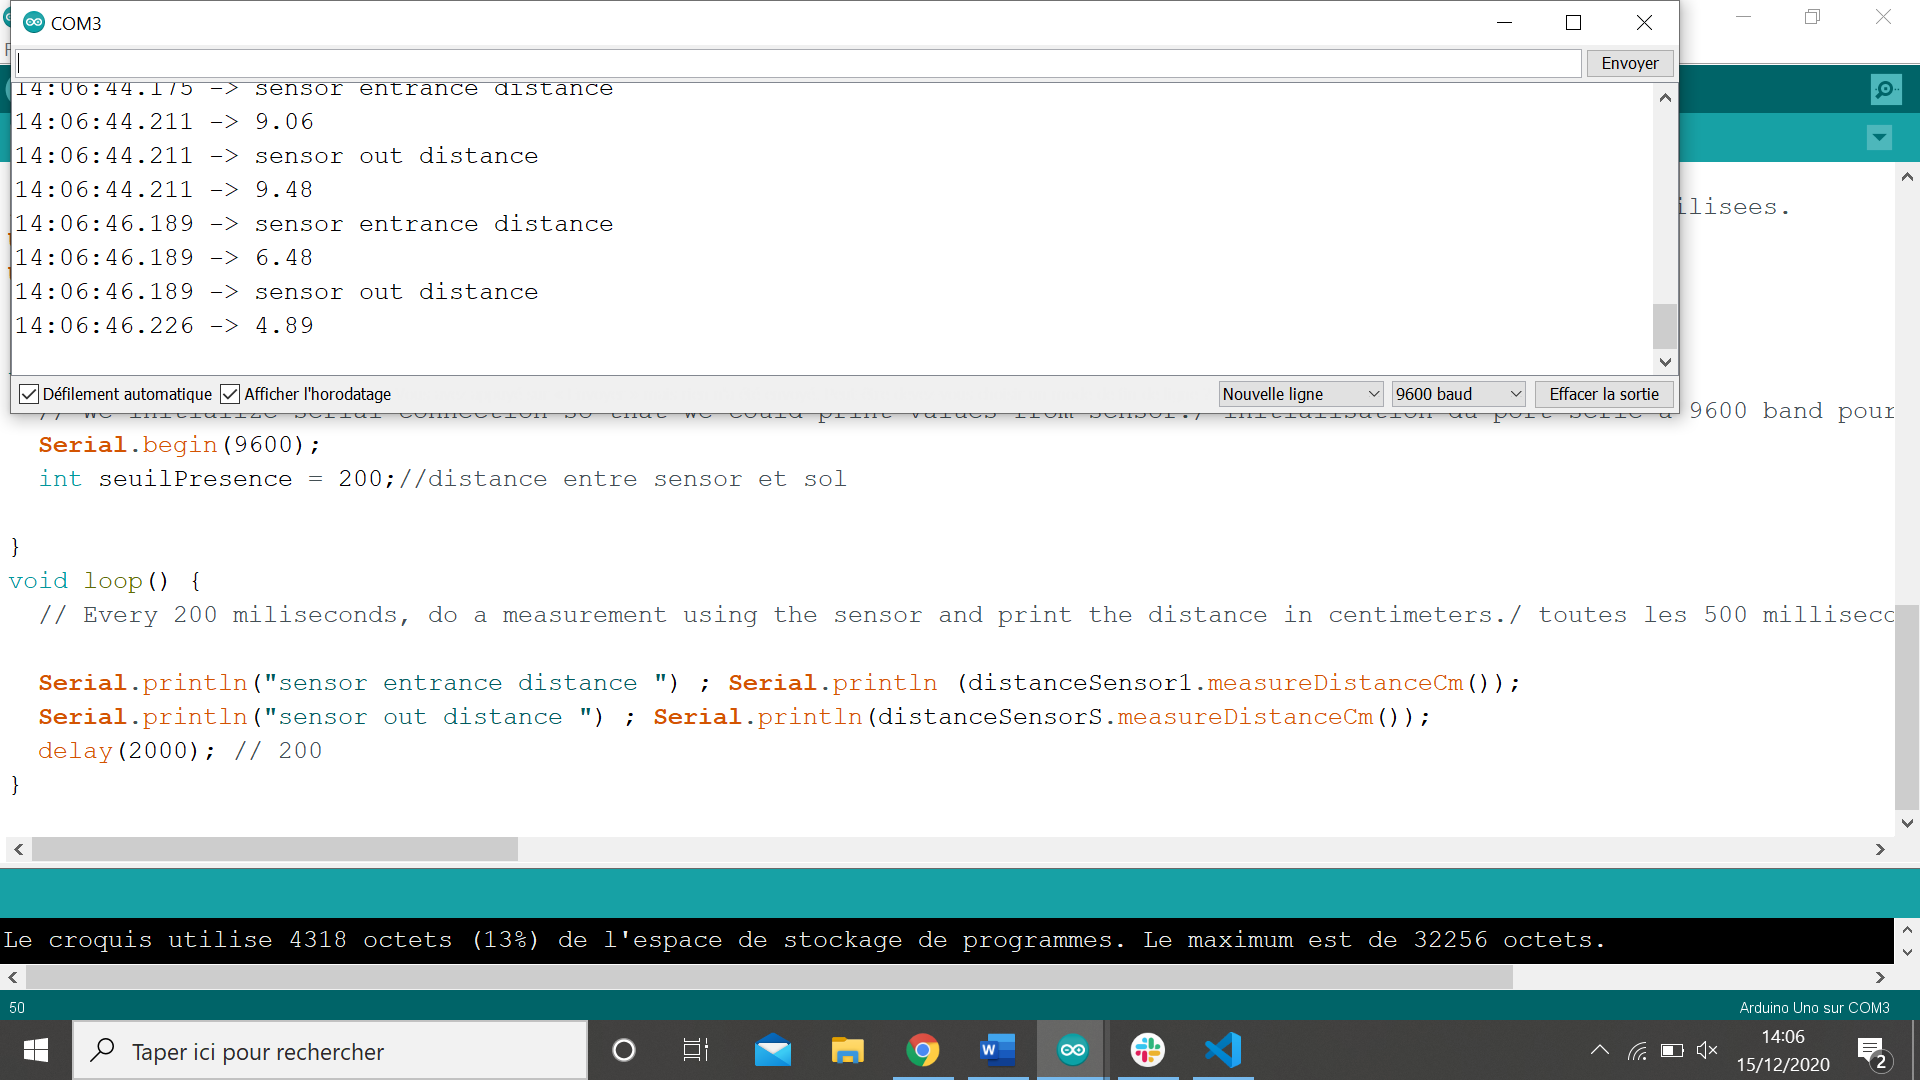 COM3
Envoyer
14:06:44.175 -> sensor entrance distance
14:06:44.211 -> 9.06
14:06:44.211 -> sensor out distance
14:06:44.211 -> 9.48
14:06:46.189 -> sensor entrance distance
14:06:46.189 -> 6.48
14:06:46.189 -> sensor out distance
14:06:46.226 -> 4.89
ilisees.
Défilement automatique Afficher l'horodatage Nouvelle ligne 9600 baud Effacer la sortie
// We initialize serial connection so that we could print values from sensor./ initialisation du port serie a 9600 band pour
Serial.begin(9600);
int seuilPresence = 200;//distance entre sensor et sol
}
void loop() {
// Every 200 miliseconds, do a measurement using the sensor and print the distance in centimeters./ toutes les 500 millisec
Serial.println("sensor entrance distance ") ; Serial.println (distanceSensor1.measureDistanceCm());
Serial.println("sensor out distance ") ; Serial.println(distanceSensorS.measureDistanceCm());
delay(2000); // 200
}
Le croquis utilise 4318 octets (13%) de l'espace de stockage de programmes. Le maximum est de 32256 octets.
50 Arduino Uno sur COM3
Taper ici pour rechercher
14:06
15/12/2020
2